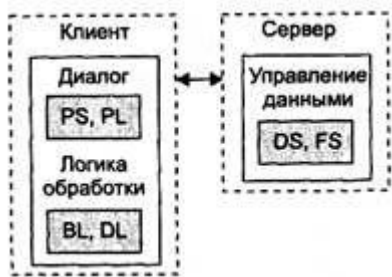 Клиент
Диалог
PS, PL
Логика
обработки
BL, DL
Сервер
Управление
данными
DS, FS